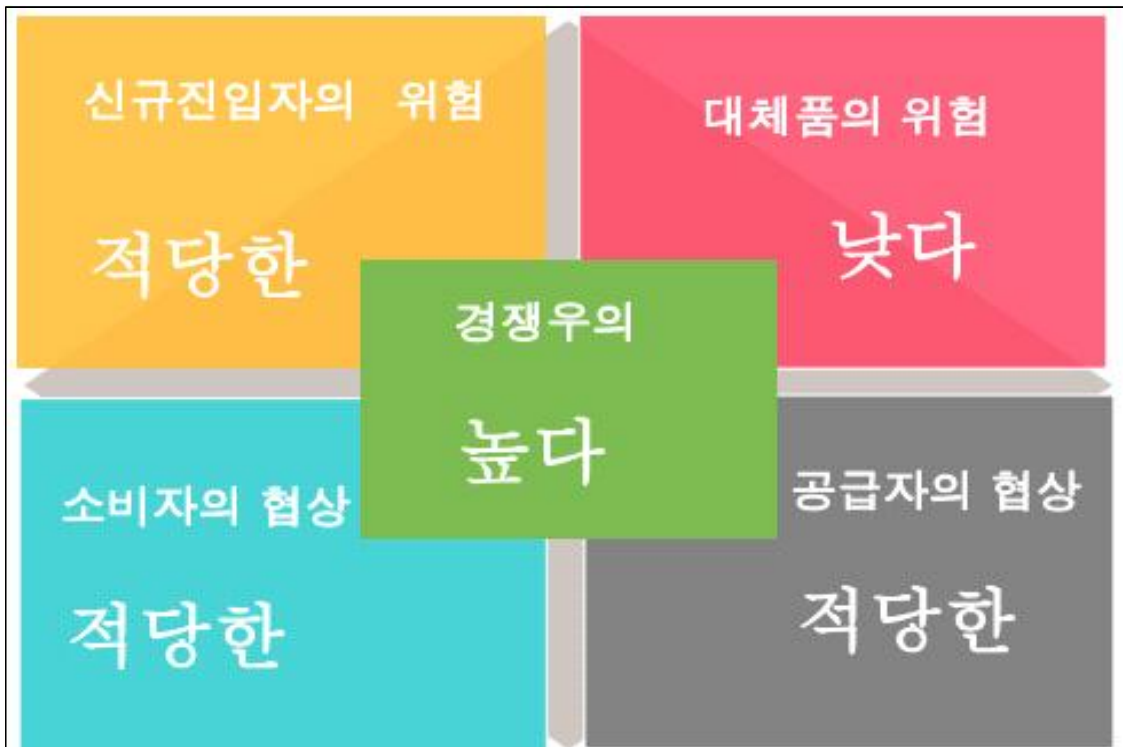 신규진입자의 위험
적당한
대체품의 위험
낮다
경쟁우의
높다
소비자의 협상
적당한
공급자의 협상
적당한